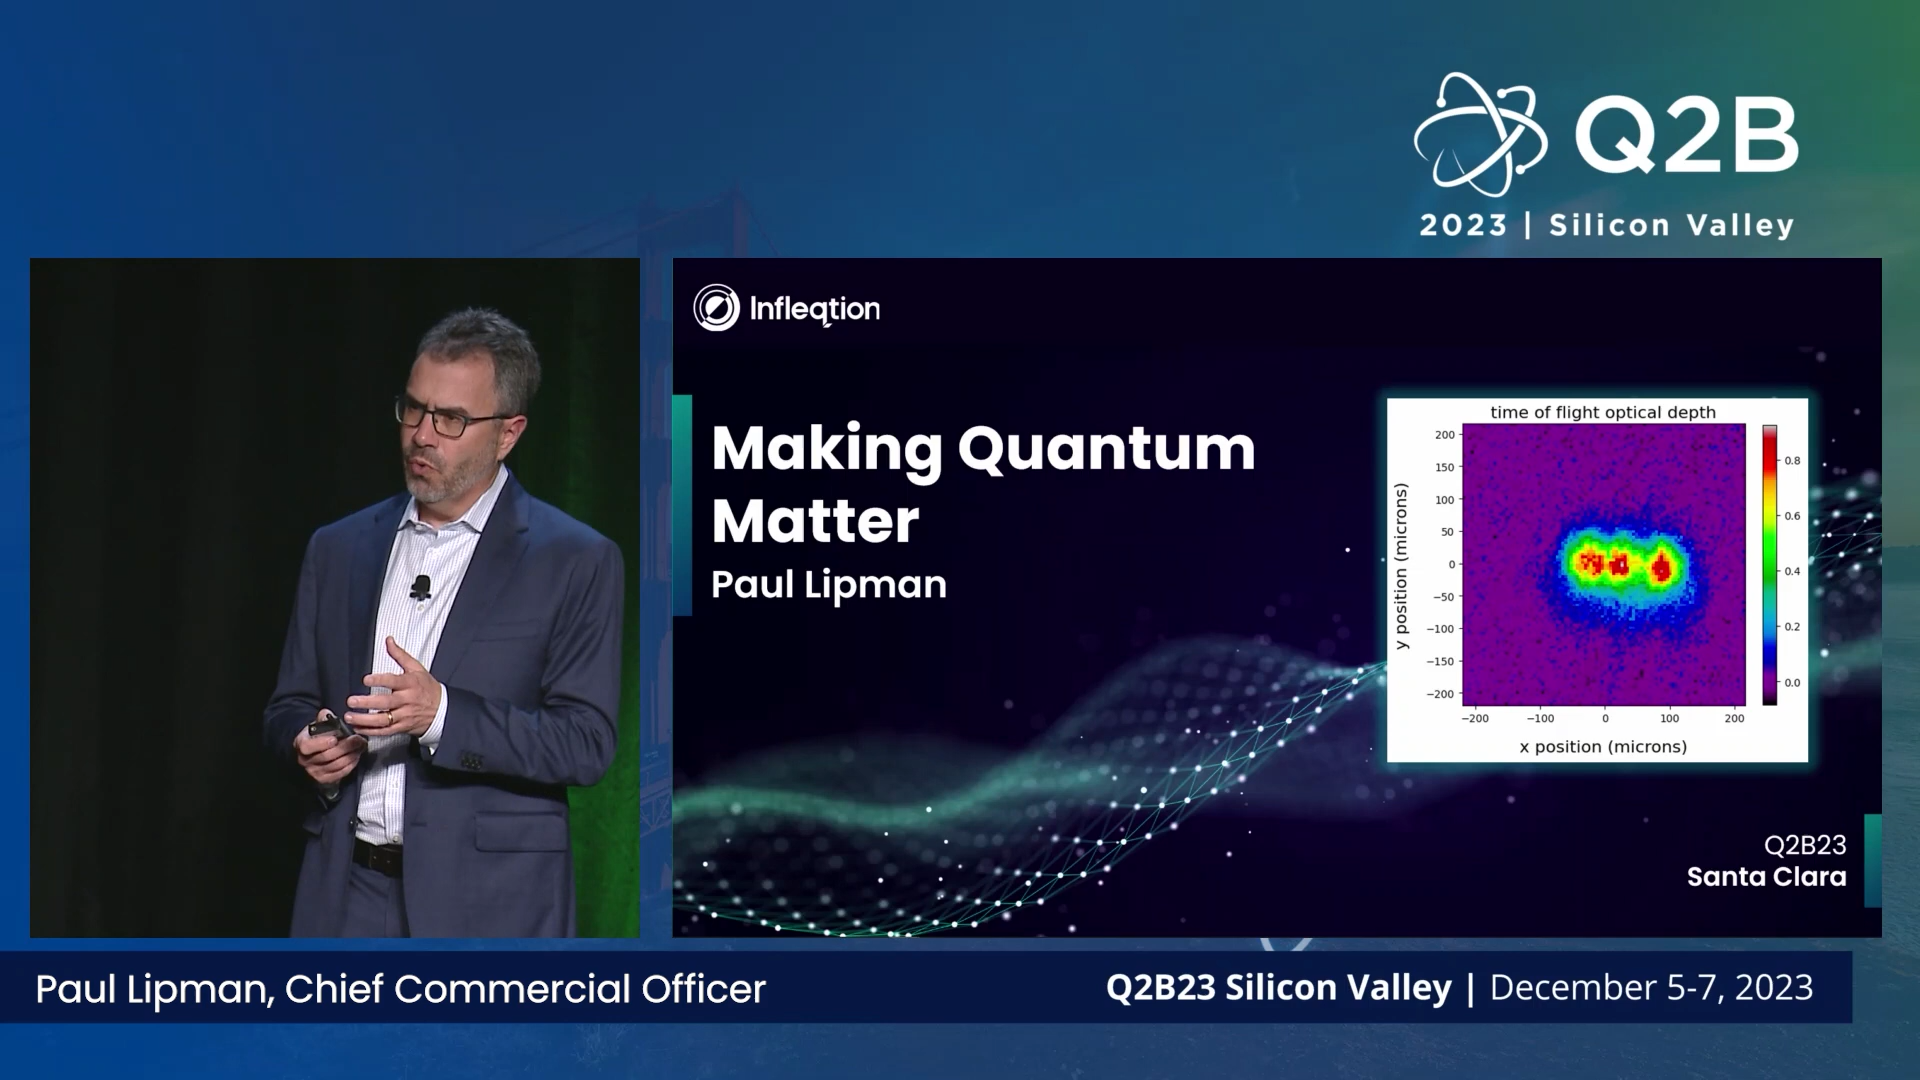 Q2B
2023 | Silicon Valley
Infleqtion
Making Quantum
Matter
Paul Lipman
time of flight optical depth
200
150
100
50
0
−50
−100
−150
−200
y position (microns)
−200 −100 0 100 200
x position (microns)
0.8
0.6
0.4
0.2
0.0
Q2B23
Santa Clara
Paul Lipman, Chief Commercial Officer
Q2B23 Silicon Valley | December 5-7, 2023